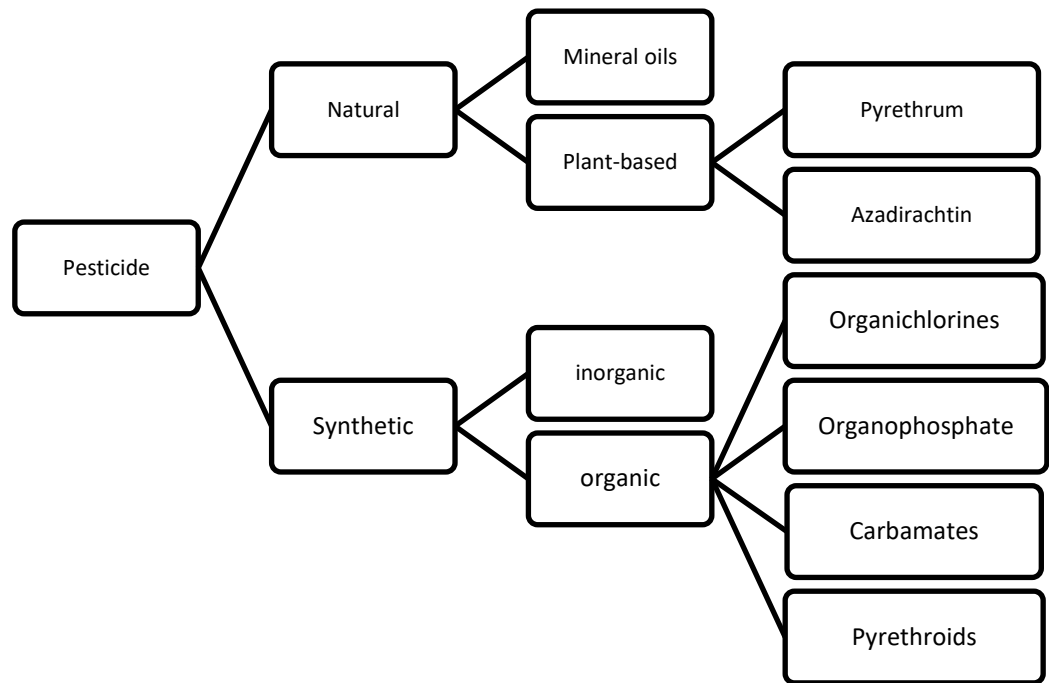 Pesticide
Natural
Mineral oils
Plant-based
Pyrethrum
Azadirachtin
Synthetic
inorganic
organic
Organichlorines
Organophosphate
Carbamates
Pyrethroids